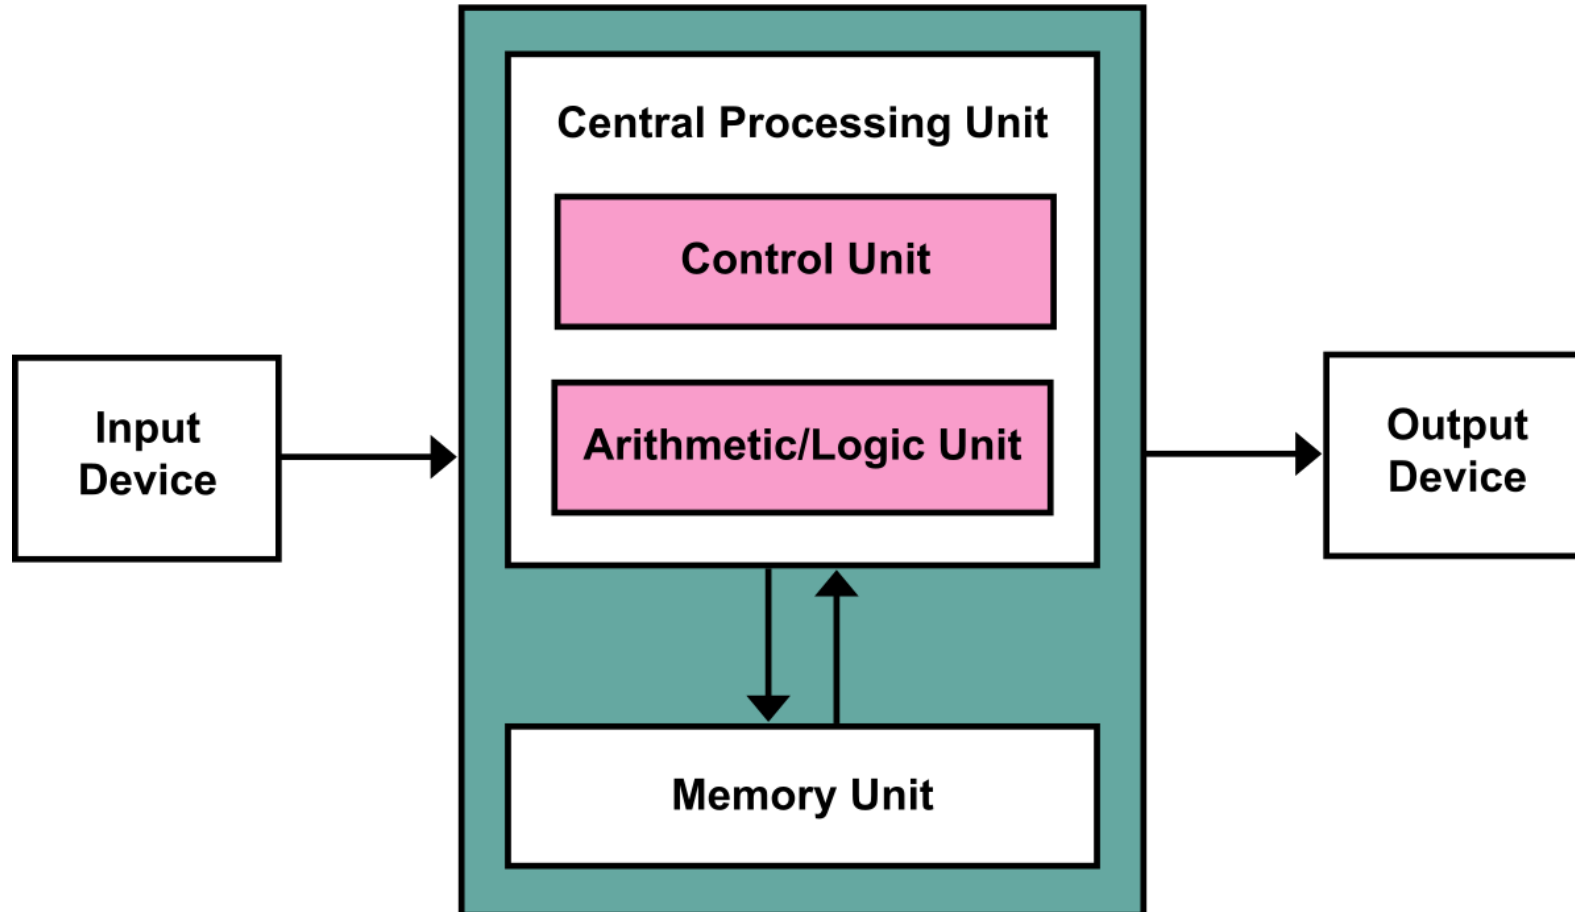 Central Processing Unit
Control Unit
Arithmetic/Logic Unit
Input
Device
Output
Device
Memory Unit